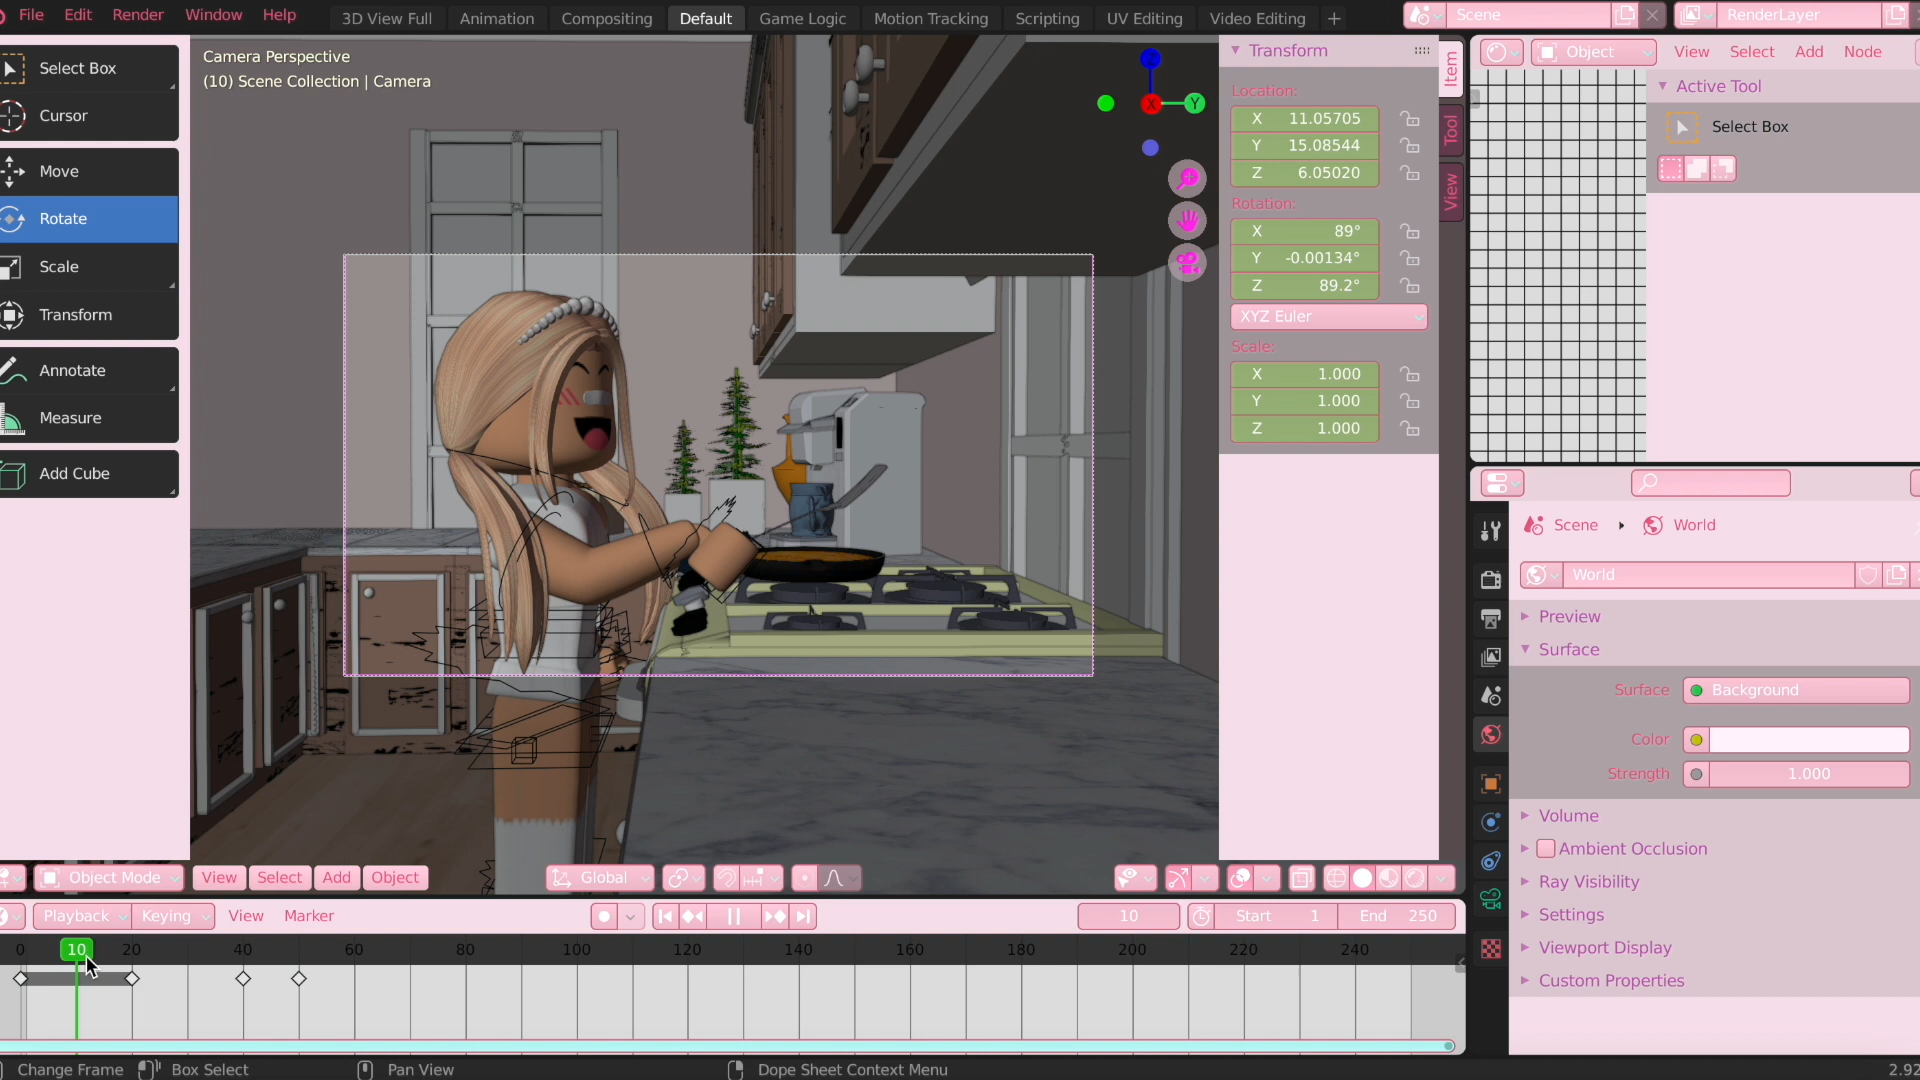 File Edit Render Window Help 3D View Full Animation Compositing Default Game Logic Motion Tracking Scripting UV Editing Video Editing + Scene RenderLayer
Select Box
Cursor
Move
Rotate
Scale
Transform
Annotate
Measure
Add Cube
Camera Perspective
(10) Scene Collection | Camera
Z
X Y
Transform
Location:
X 11.05705
Y 15.08544
Z 6.05020
Rotation:
X 89°
Y -0.00134°
Z 89.2°
XYZ Euler
Scale:
X 1.000
Y 1.000
Z 1.000
Item
Tool
View
Object View Select Add Node
Active Tool
Select Box
Scene World
World
Preview
Surface
Surface Background
Color
Strength 1.000
Volume
Ambient Occlusion
Ray Visibility
Settings
Viewport Display
Custom Properties
Object Mode View Select Add Object Global
Playback Keying View Marker 10 Start 1 End 250
0 10 20 40 60 80 100 120 140 160 180 200 220 240
Change Frame Box Select Pan View Dope Sheet Context Menu 2.92